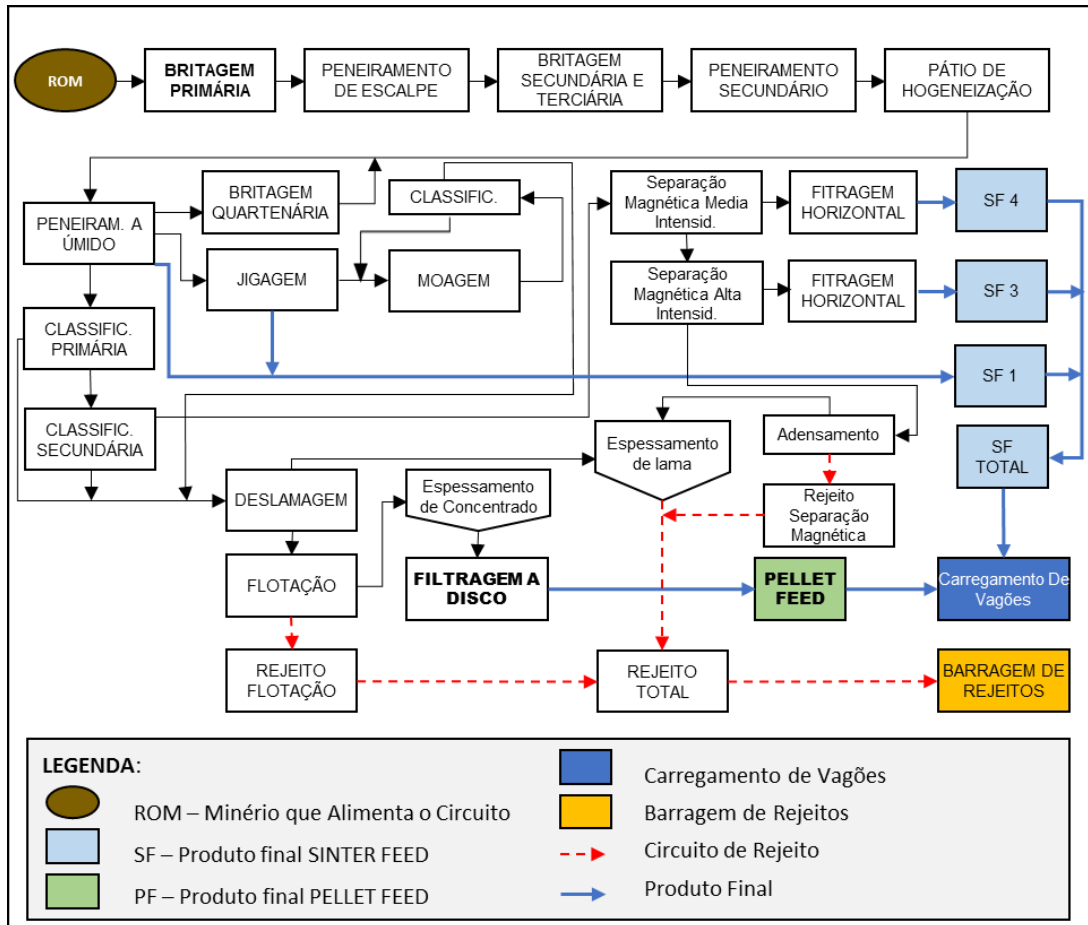 ROM
BRITAGEM
PRIMÁRIA
PENEIRAMENTO
DE ESCALPE
BRITAGEM
SECUNDÁRIA E
TERCIÁRIA
PENEIRAMENTO
SECUNDÁRIO
PÁTIO DE
HOGENEIZAÇÃO
PENEIRAM. A
ÚMIDO
BRITAGEM
QUARTENÁRIA
CLASSIFIC.
Separação
Magnética Media
Intensid.
FITRAGEM
HORIZONTAL
SF 4
JIGAGEM
MOAGEM
Separação
Magnética Alta
Intensid.
FITRAGEM
HORIZONTAL
SF 3
CLASSIFIC.
PRIMÁRIA
SF 1
CLASSIFIC.
SECUNDÁRIA
Espessamento
de lama
Adensamento
SF
TOTAL
DESLAMAGEM
Espessamento
de Concentrado
Rejeito
Separação
Magnética
FLOTAÇÃO
FILTRAGEM A
DISCO
PELLET
FEED
Carregamento De
Vagões
REJEITO
FLOTAÇÃO
REJEITO
TOTAL
BARRAGEM DE
REJEITOS
LEGENDA:
ROM – Minério que Alimenta o Circuito
SF – Produto final SINTER FEED
PF – Produto final PELLET FEED
Carregamento de Vagões
Barragem de Rejeitos
Circuito de Rejeito
Produto Final